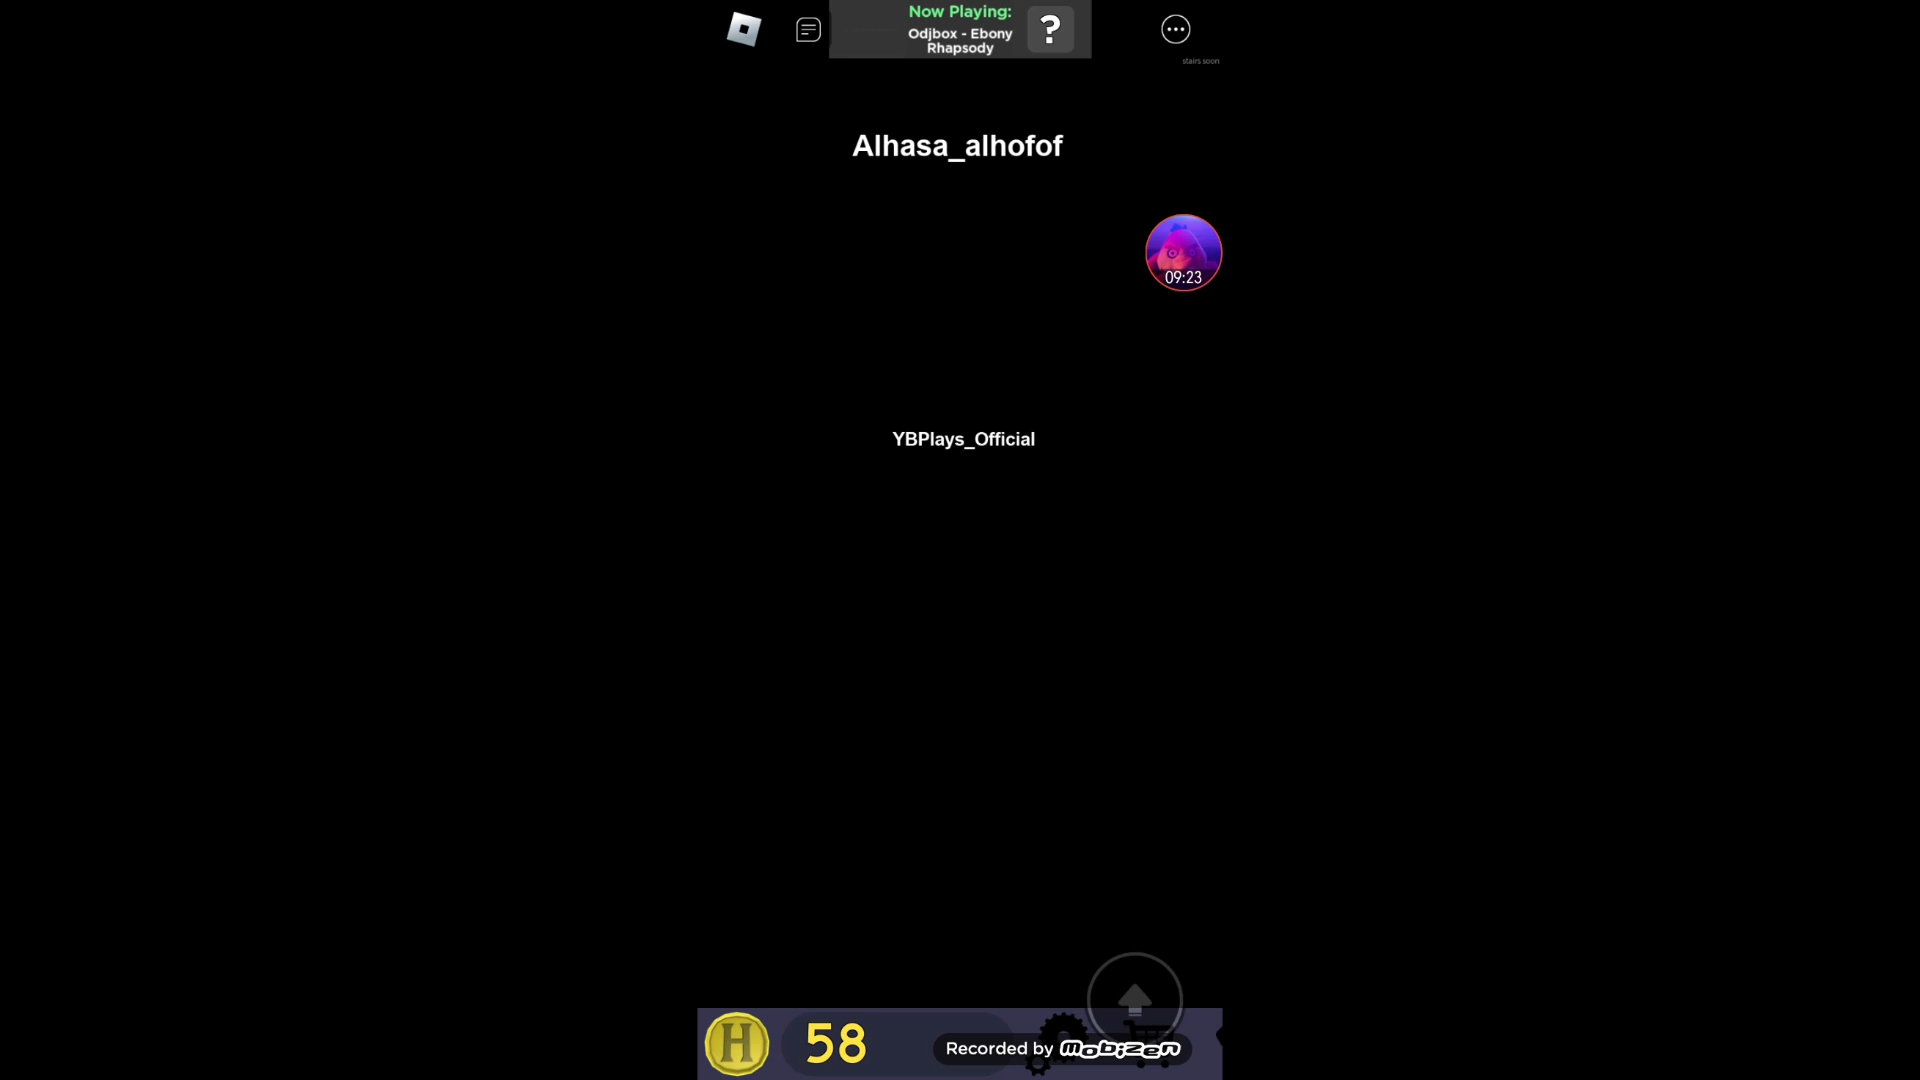 Now Playing:
Odjbox - Ebony
Rhapsody
?
stairs soon
Alhasa_alhofof
09:23
YBPlays_Official
H
58
Recorded by mobizen